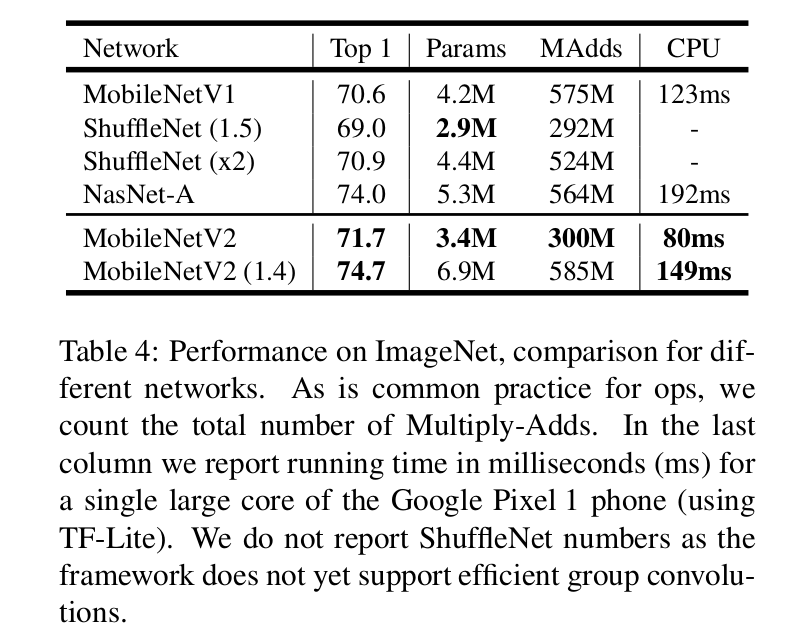 Network Top 1 Params MAdds CPU
MobileNetV1 70.6 4.2M 575M 123ms
ShuffleNet (1.5) 69.0 2.9M 292M -
ShuffleNet (x2) 70.9 4.4M 524M -
NasNet-A 74.0 5.3M 564M 192ms
MobileNetV2 71.7 3.4M 300M 80ms
MobileNetV2 (1.4) 74.7 6.9M 585M 149ms
Table 4: Performance on ImageNet, comparison for dif-
ferent networks. As is common practice for ops, we
count the total number of Multiply-Adds. In the last
column we report running time in milliseconds (ms) for
a single large core of the Google Pixel 1 phone (using
TF-Lite). We do not report ShuffleNet numbers as the
framework does not yet support efficient group convolu-
tions.